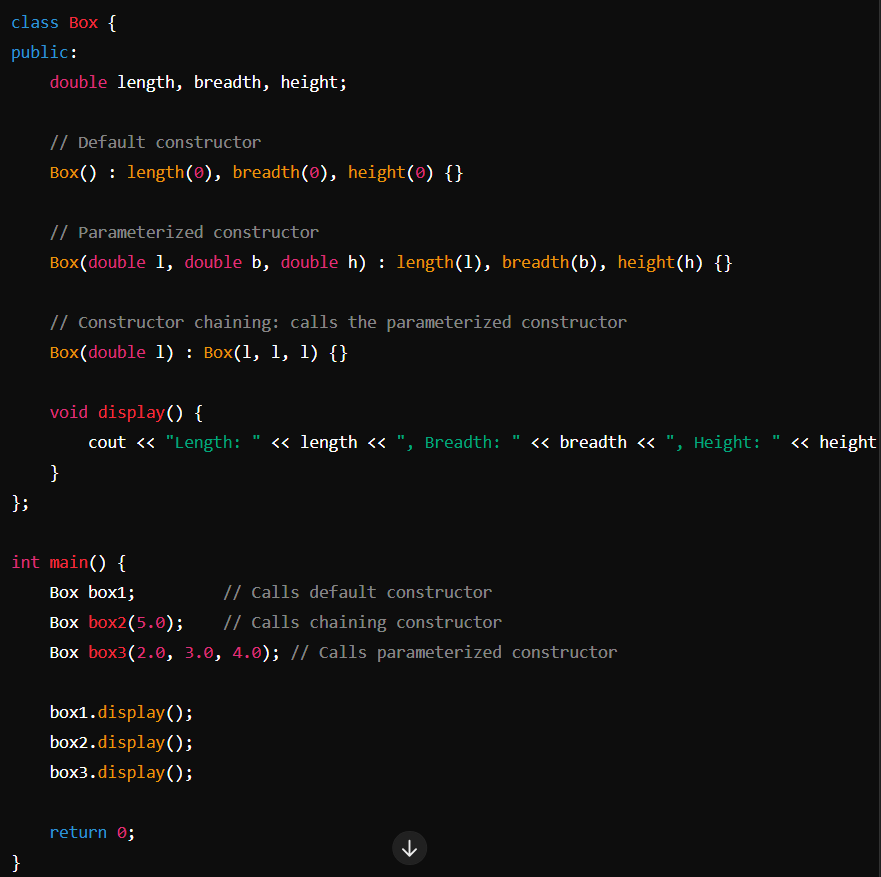 class Box {
public:
    double length, breadth, height;

    // Default constructor
    Box() : length(0), breadth(0), height(0) {}

    // Parameterized constructor
    Box(double l, double b, double h) : length(l), breadth(b), height(h) {}

    // Constructor chaining: calls the parameterized constructor
    Box(double l) : Box(l, l, l) {}

    void display() {
        cout << "Length: " << length << ", Breadth: " << breadth << ", Height: " << height
    }
};

int main() {
    Box box1;         // Calls default constructor
    Box box2(5.0);    // Calls chaining constructor
    Box box3(2.0, 3.0, 4.0); // Calls parameterized constructor

    box1.display();
    box2.display();
    box3.display();

    return 0;
}